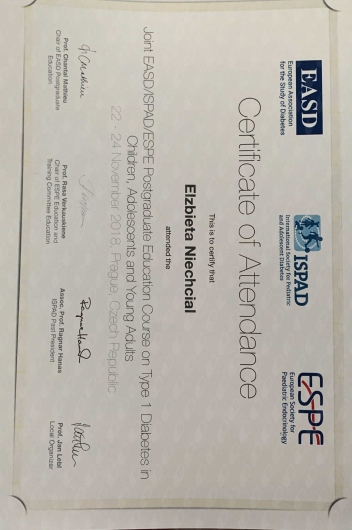 EASD
European Association
for the Study of Diabetes
ISPAD
International Society for Pediatric
and Adolescent Diabetes
ESPE
European Society for
Paediatric Endocrinology
Certificate of Attendance
This is to certify that
Elzbieta Niechcial
attended the
Joint EASD/ISPAD/ESPE Postgraduate Education Course on Type 1 Diabetes in
Children, Adolescents and Young Adults
22 - 24 November 2018, Prague, Czech Republic
Prof. Chantal Mathieu
Chair of EASD Postgraduate
Education
Prof. Rasa Verkauskiene
Chair of ESPE Education and
Training Committee Education
Assoc. Prof. Ragnar Hanas
ISPAD Past President
Prof. Jan Lebl
Local Organizer